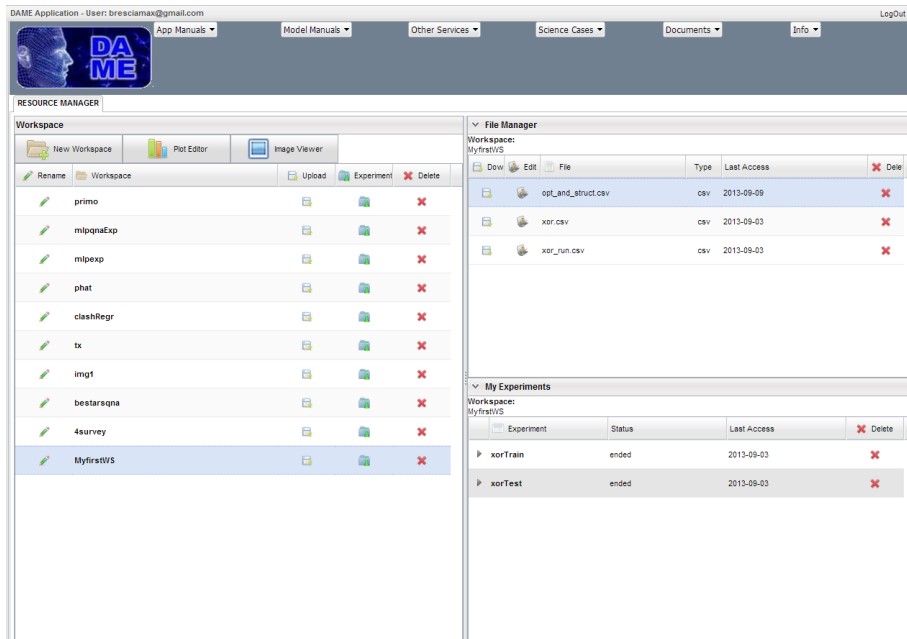 DAME Application - User: bresciamax@gmail.com LogOut
DAME
App Manuals Model Manuals Other Services Science Cases Documents Info
RESOURCE MANAGER
Workspace
New Workspace Plot Editor Image Viewer
Rename Workspace Upload Experiment Delete
primo
mlpqnaExp
mlpexp
phat
clashRegr
tx
img1
bestarsqna
4survey
MyfirstWS
File Manager
Workspace:
MyfirstWS
Dow Edit File Type Last Access Dele
opt_and_struct.csv csv 2013-09-09
xor.csv csv 2013-09-03
xor_run.csv csv 2013-09-03
My Experiments
Workspace:
MyfirstWS
Experiment Status Last Access Delete
xorTrain ended 2013-09-03
xorTest ended 2013-09-03